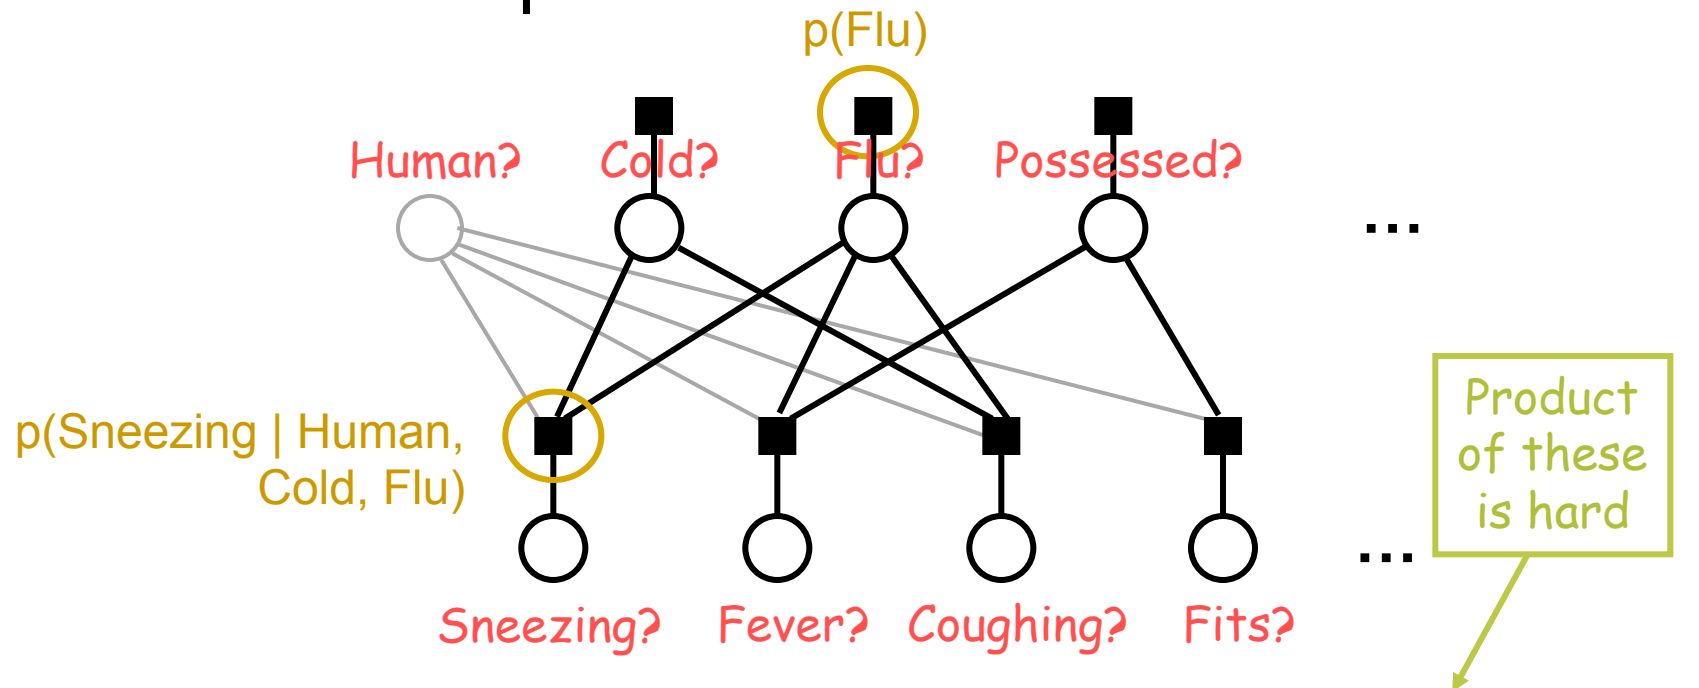 p(Flu)
Human?
Cold?
Flu?
Possessed?
...
p(Sneezing | Human,
Cold, Flu)
Product
of these
is hard
...
Sneezing?
Fever?
Coughing?
Fits?